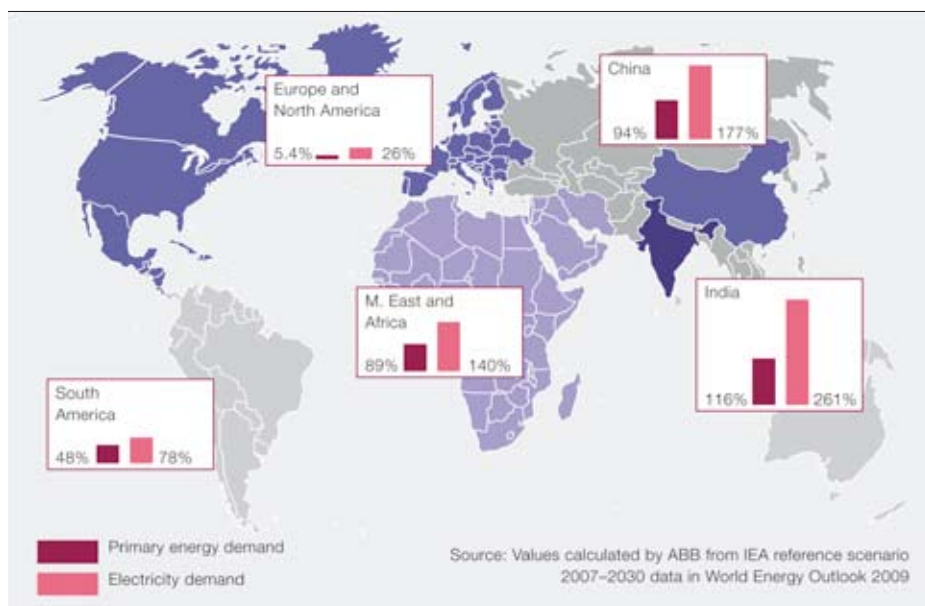 Europe and
North America
5.4% 26%
China
94% 177%
M. East and
Africa
89% 140%
India
116% 261%
South
America
48% 78%
Primary energy demand
Electricity demand
Source: Values calculated by ABB from IEA reference scenario
2007–2030 data in World Energy Outlook 2009